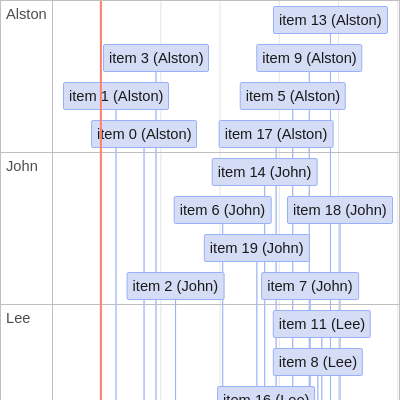 Alston
item 13 (Alston)
item 3 (Alston)
item 9 (Alston)
item 1 (Alston)
item 5 (Alston)
item 0 (Alston)
item 17 (Alston)
John
item 14 (John)
item 6 (John)
item 18 (John)
item 19 (John)
item 2 (John)
item 7 (John)
Lee
item 11 (Lee)
item 8 (Lee)
item 16 (Lee)